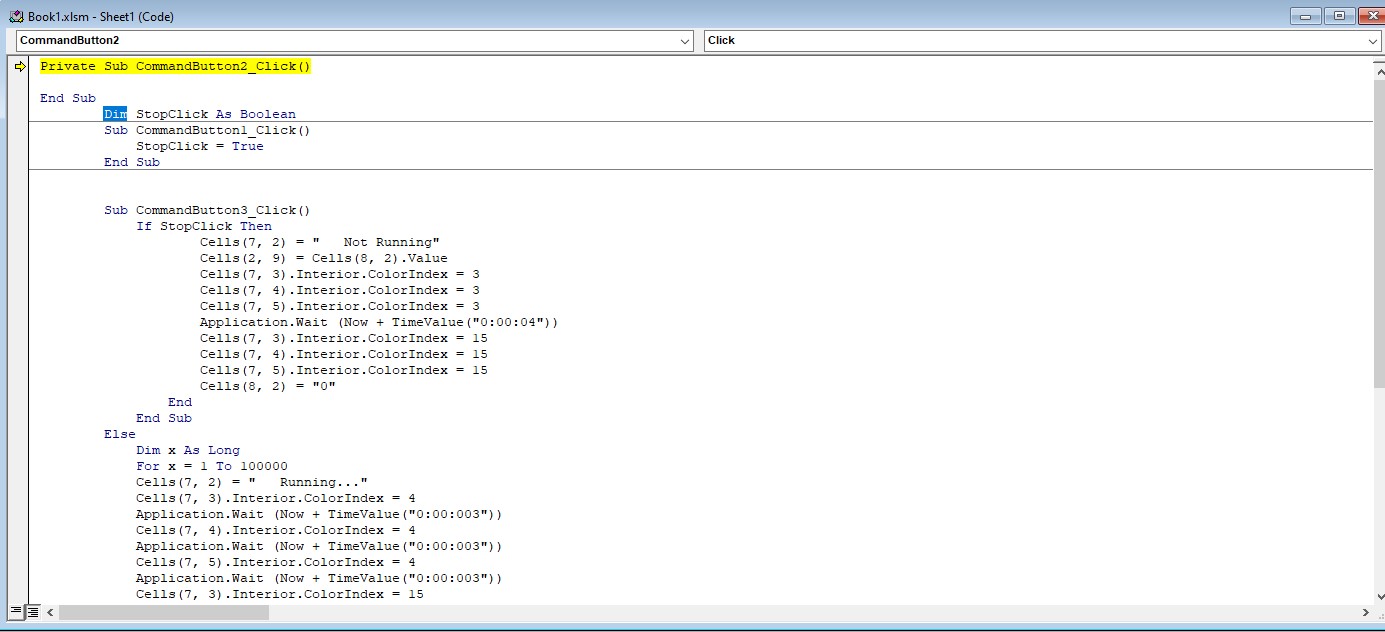 Book1.xlsm - Sheet1 (Code)
CommandButton2 Click
Private Sub CommandButton2_Click()
End Sub
Dim StopClick As Boolean
Sub CommandButton1_Click()
StopClick = True
End Sub
Sub CommandButton3_Click()
If StopClick Then
Cells(7, 2) = "   Not Running"
Cells(2, 9) = Cells(8, 2).Value
Cells(7, 3).Interior.ColorIndex = 3
Cells(7, 4).Interior.ColorIndex = 3
Cells(7, 5).Interior.ColorIndex = 3
Application.Wait (Now + TimeValue("0:00:04"))
Cells(7, 3).Interior.ColorIndex = 15
Cells(7, 4).Interior.ColorIndex = 15
Cells(7, 5).Interior.ColorIndex = 15
Cells(8, 2) = "0"
End
End Sub
Else
Dim x As Long
For x = 1 To 100000
Cells(7, 2) = "   Running..."
Cells(7, 3).Interior.ColorIndex = 4
Application.Wait (Now + TimeValue("0:00:003"))
Cells(7, 4).Interior.ColorIndex = 4
Application.Wait (Now + TimeValue("0:00:003"))
Cells(7, 5).Interior.ColorIndex = 4
Application.Wait (Now + TimeValue("0:00:003"))
Cells(7, 3).Interior.ColorIndex = 15